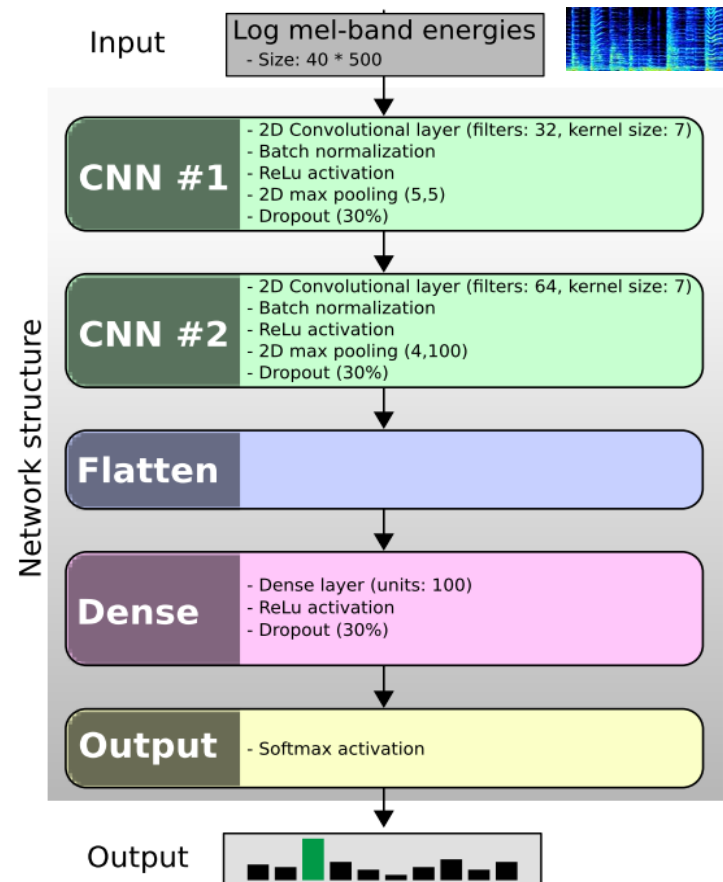 Input
Log mel-band energies
- Size: 40 * 500
Network structure
CNN #1
- 2D Convolutional layer (filters: 32, kernel size: 7)
- Batch normalization
- ReLu activation
- 2D max pooling (5,5)
- Dropout (30%)
CNN #2
- 2D Convolutional layer (filters: 64, kernel size: 7)
- Batch normalization
- ReLu activation
- 2D max pooling (4,100)
- Dropout (30%)
Flatten
Dense
- Dense layer (units: 100)
- ReLu activation
- Dropout (30%)
Output
- Softmax activation
Output